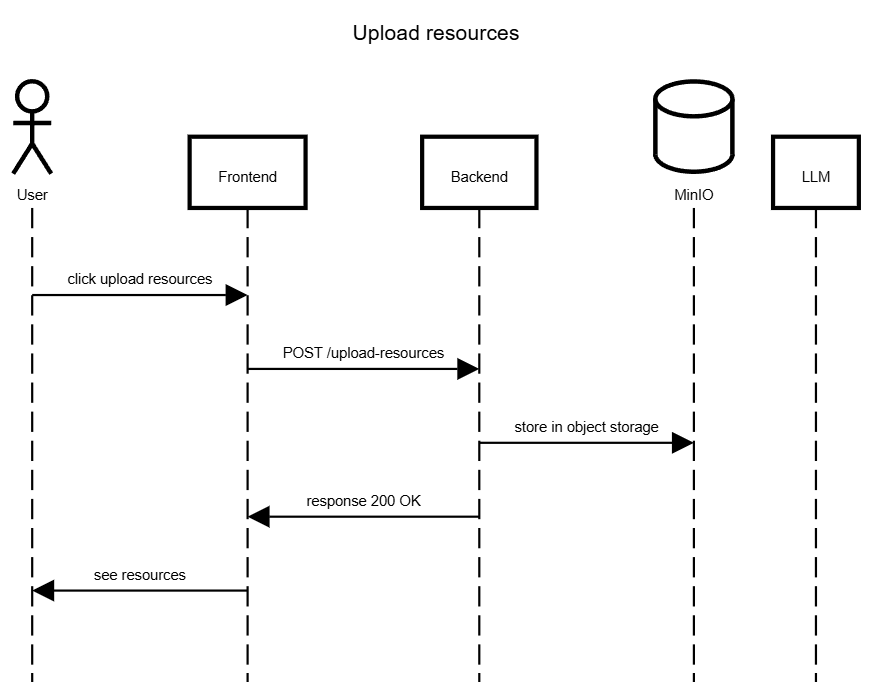 Upload resources
User
Frontend
Backend
MinIO
LLM
click upload resources
POST /upload-resources
store in object storage
response 200 OK
see resources